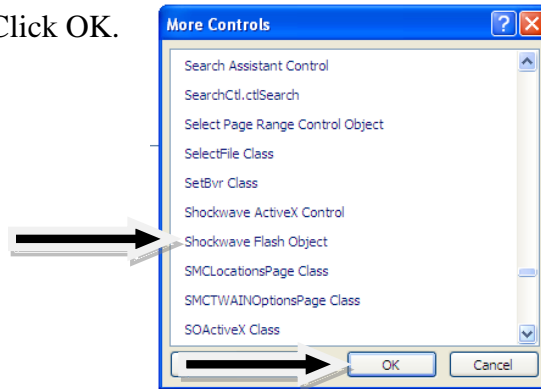 Click OK.
More Controls
Search Assistant Control
SearchCtl.ctlSearch
Select Page Range Control Object
SelectFile Class
SetBvr Class
Shockwave ActiveX Control
Shockwave Flash Object
SMCLocationsPage Class
SMCTWAINOptionsPage Class
SOActiveX Class
OK Cancel